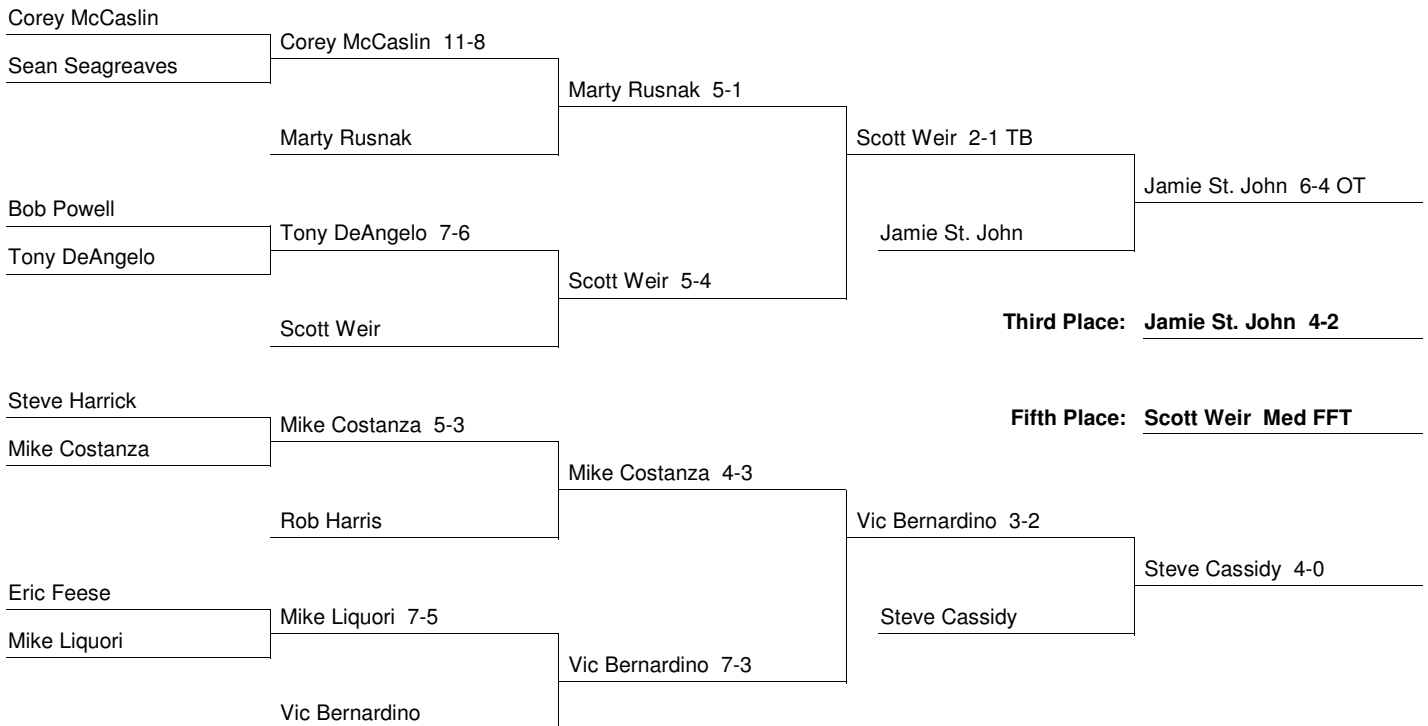 Corey McCaslin
Corey McCaslin 11-8
Sean Seagreaves
Marty Rusnak 5-1
Marty Rusnak
Scott Weir 2-1 TB
Jamie St. John 6-4 OT
Bob Powell
Tony DeAngelo 7-6
Jamie St. John
Tony DeAngelo
Scott Weir 5-4
Scott Weir
Third Place: Jamie St. John 4-2
Steve Harrick
Mike Costanza 5-3
Fifth Place: Scott Weir Med FFT
Mike Costanza
Mike Costanza 4-3
Rob Harris
Vic Bernardino 3-2
Steve Cassidy 4-0
Eric Feese
Mike Liquori 7-5
Steve Cassidy
Mike Liquori
Vic Bernardino 7-3
Vic Bernardino